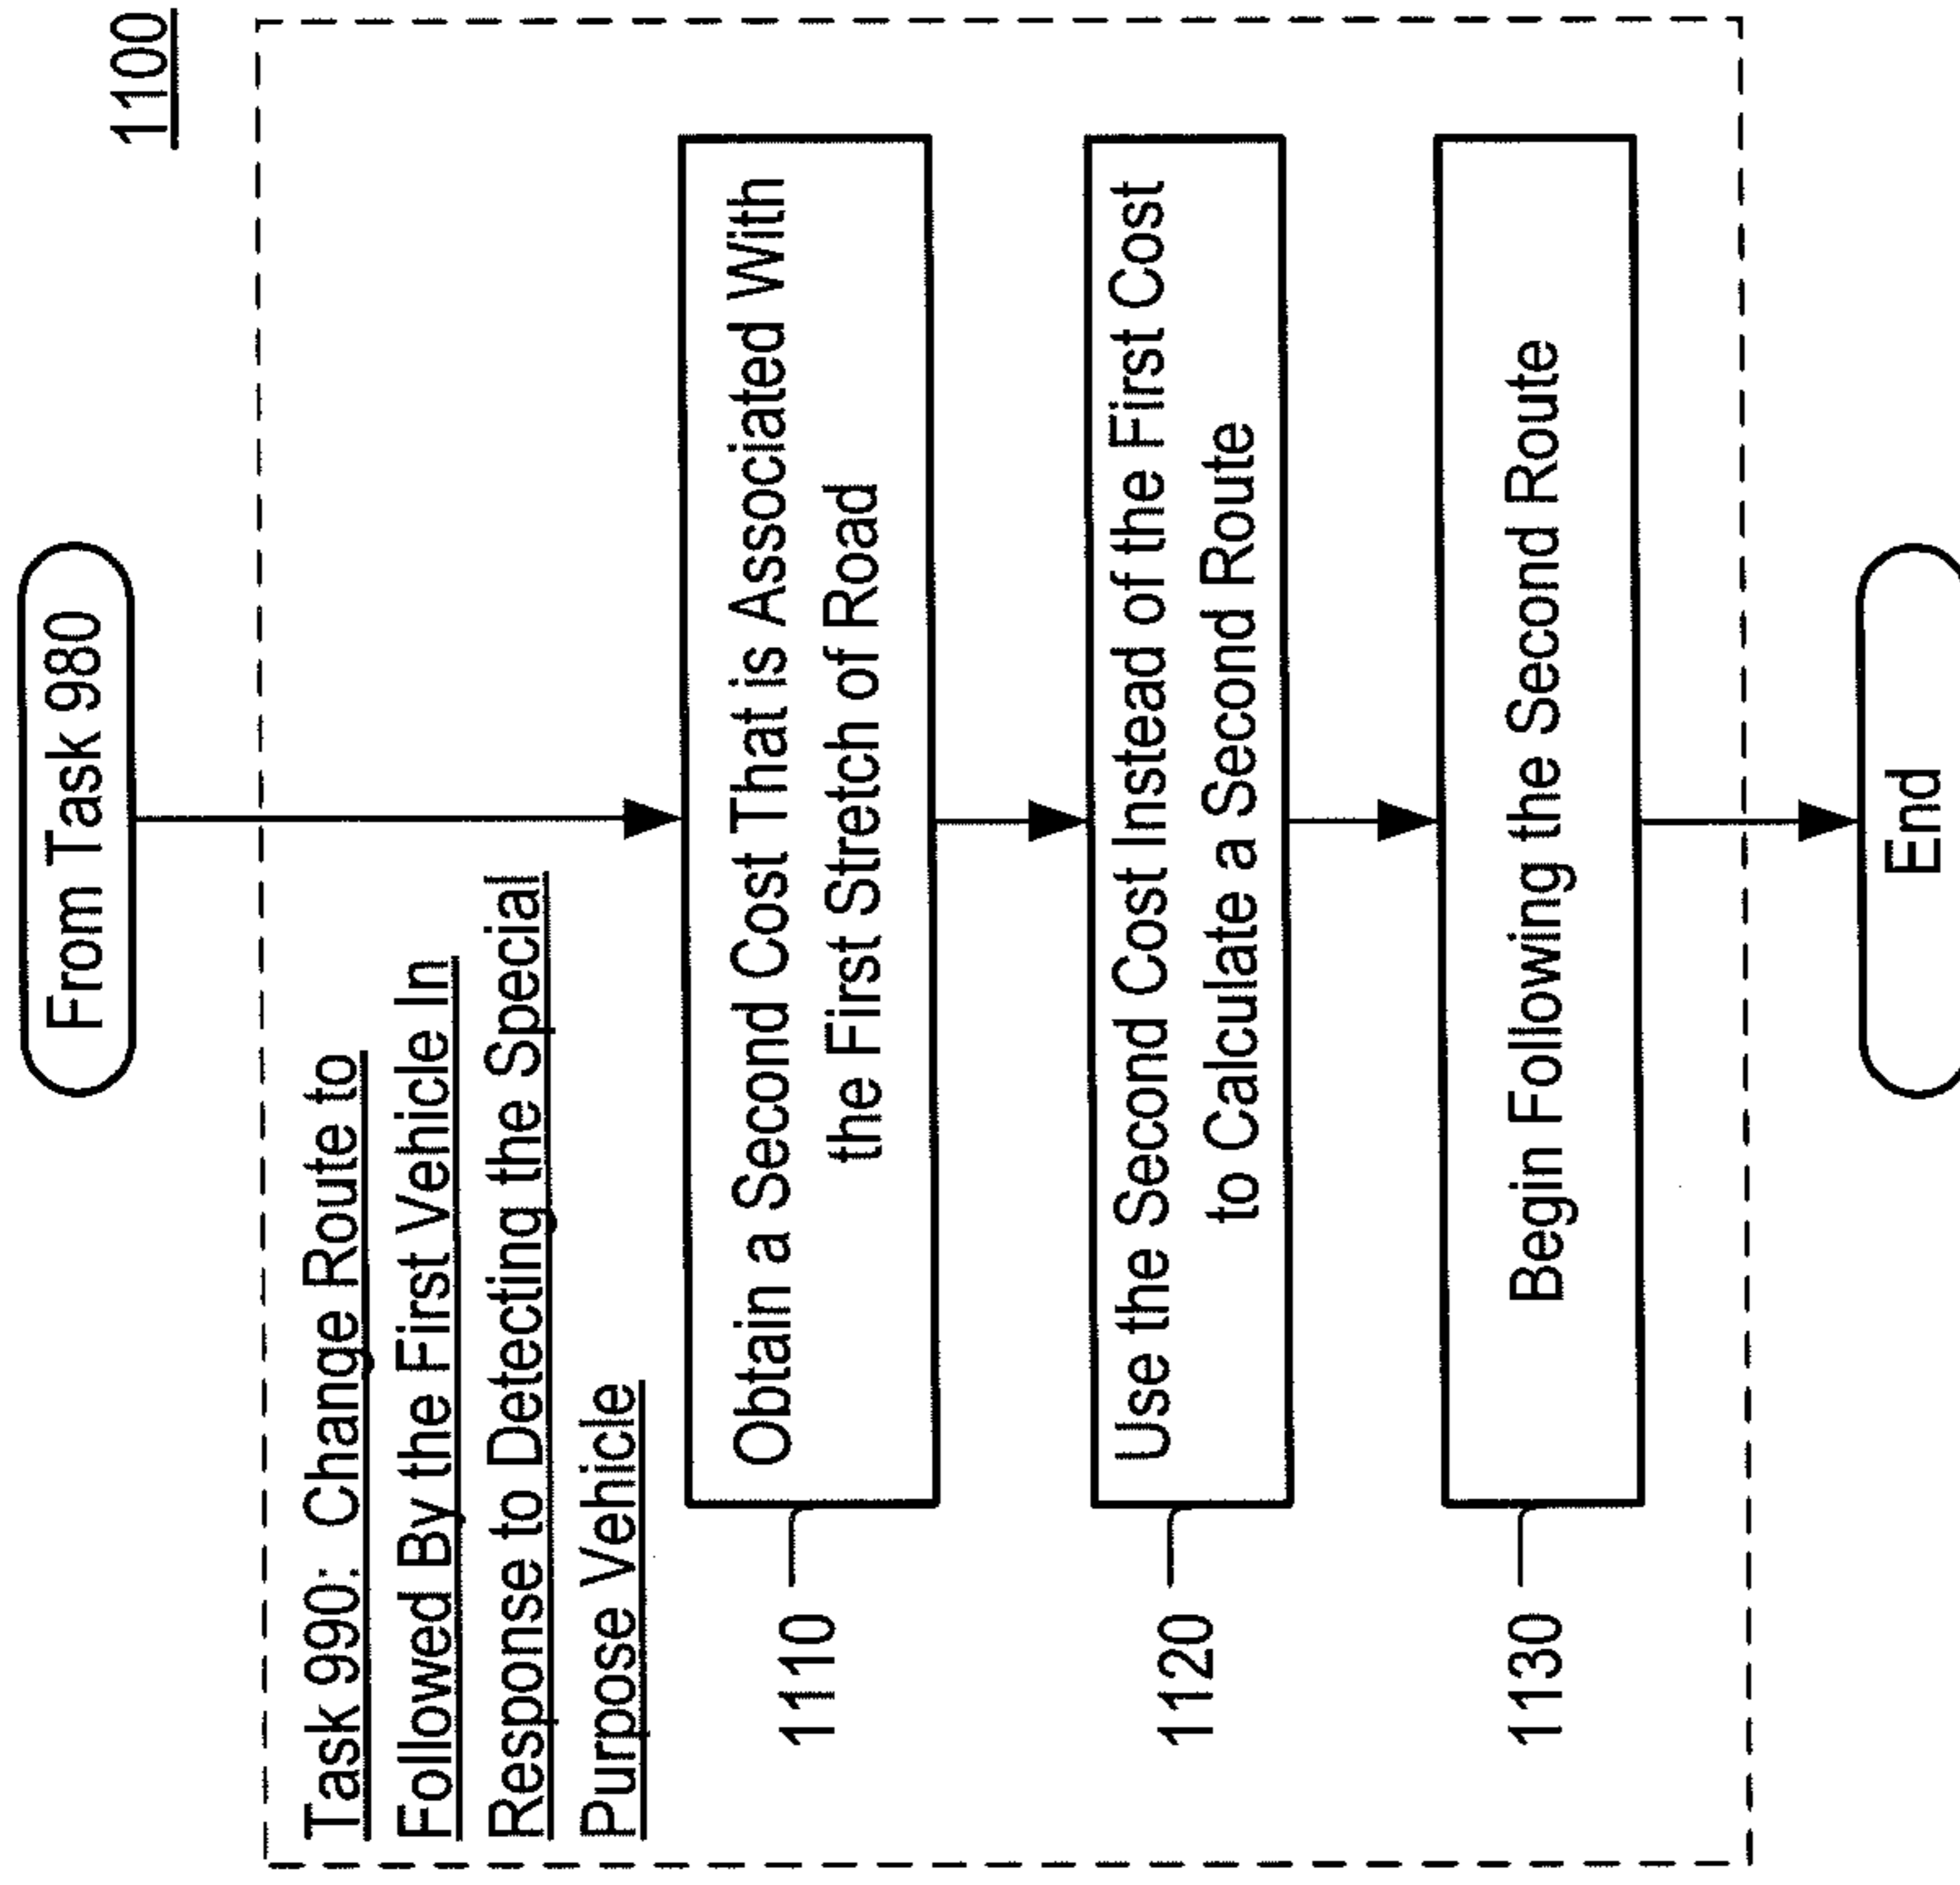 1100
From Task 980
Task 990: Change Route to
Followed By the First Vehicle In
Response to Detecting the Special
Purpose Vehicle
1110
Obtain a Second Cost That is Associated With
the First Stretch of Road
1120
Use the Second Cost Instead of the First Cost
to Calculate a Second Route
1130
Begin Following the Second Route
End